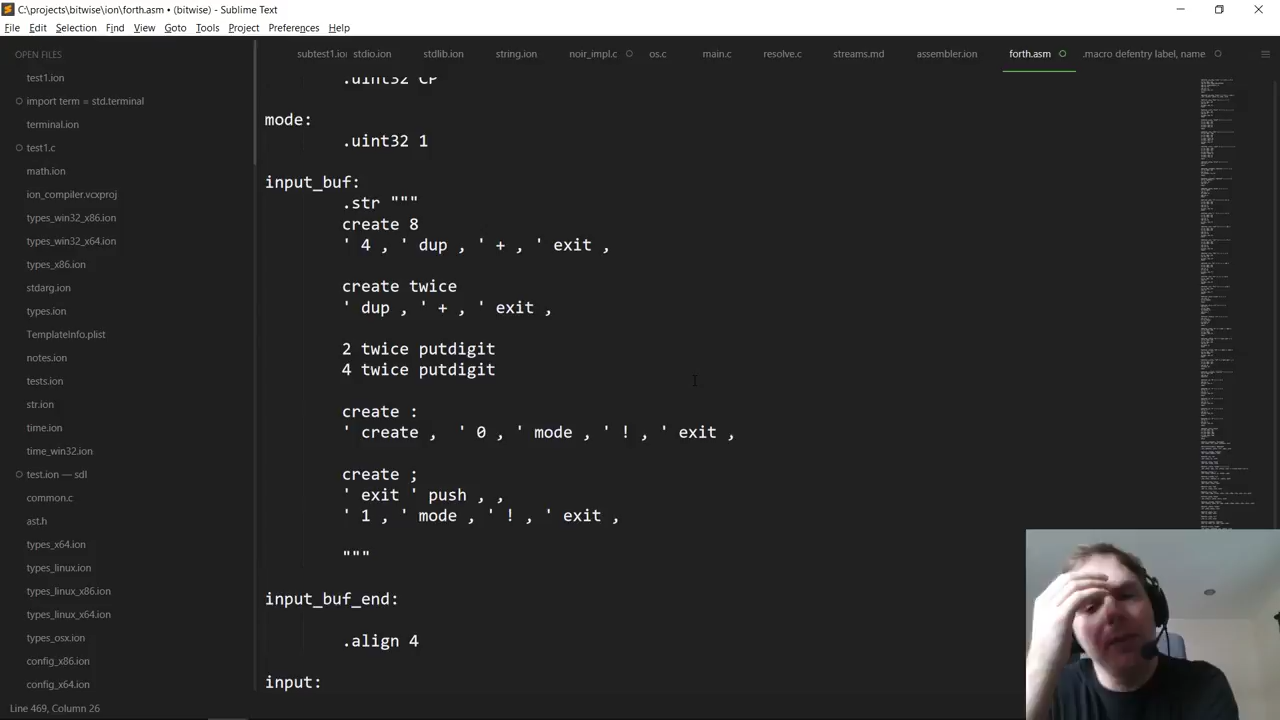 C:\projects\bitwise\ion\forth.asm • (bitwise) - Sublime Text
File Edit Selection Find View Goto Tools Project Preferences Help
OPEN FILES
test1.ion
import term = std.terminal
terminal.ion
test1.c
math.ion
ion_compiler.vcxproj
types_win32_x86.ion
types_win32_x64.ion
types_x86.ion
stdarg.ion
types.ion
TemplateInfo.plist
notes.ion
tests.ion
str.ion
time.ion
time_win32.ion
test.ion — sdl
common.c
ast.h
types_x64.ion
types_linux.ion
types_linux_x86.ion
types_linux_x64.ion
types_osx.ion
config_x86.ion
config_x64.ion
subtest1.io stdio.ion stdlib.ion string.ion noir_impl.c os.c main.c resolve.c streams.md assembler.ion forth.asm .macro defentry label, name
.uint32 CP
mode:
.uint32 1
input_buf:
.str """
create 8
' 4 , ' dup , ' + , ' exit ,
create twice
' dup , ' + , ' exit ,
2 twice putdigit
4 twice putdigit
create :
' create , ' 0 , ' mode , ' ! , ' exit ,
create ;
' exit ' push , ,
' 1 , ' mode , ' ! , ' exit ,
"""
input_buf_end:
.align 4
input:
Line 469, Column 26